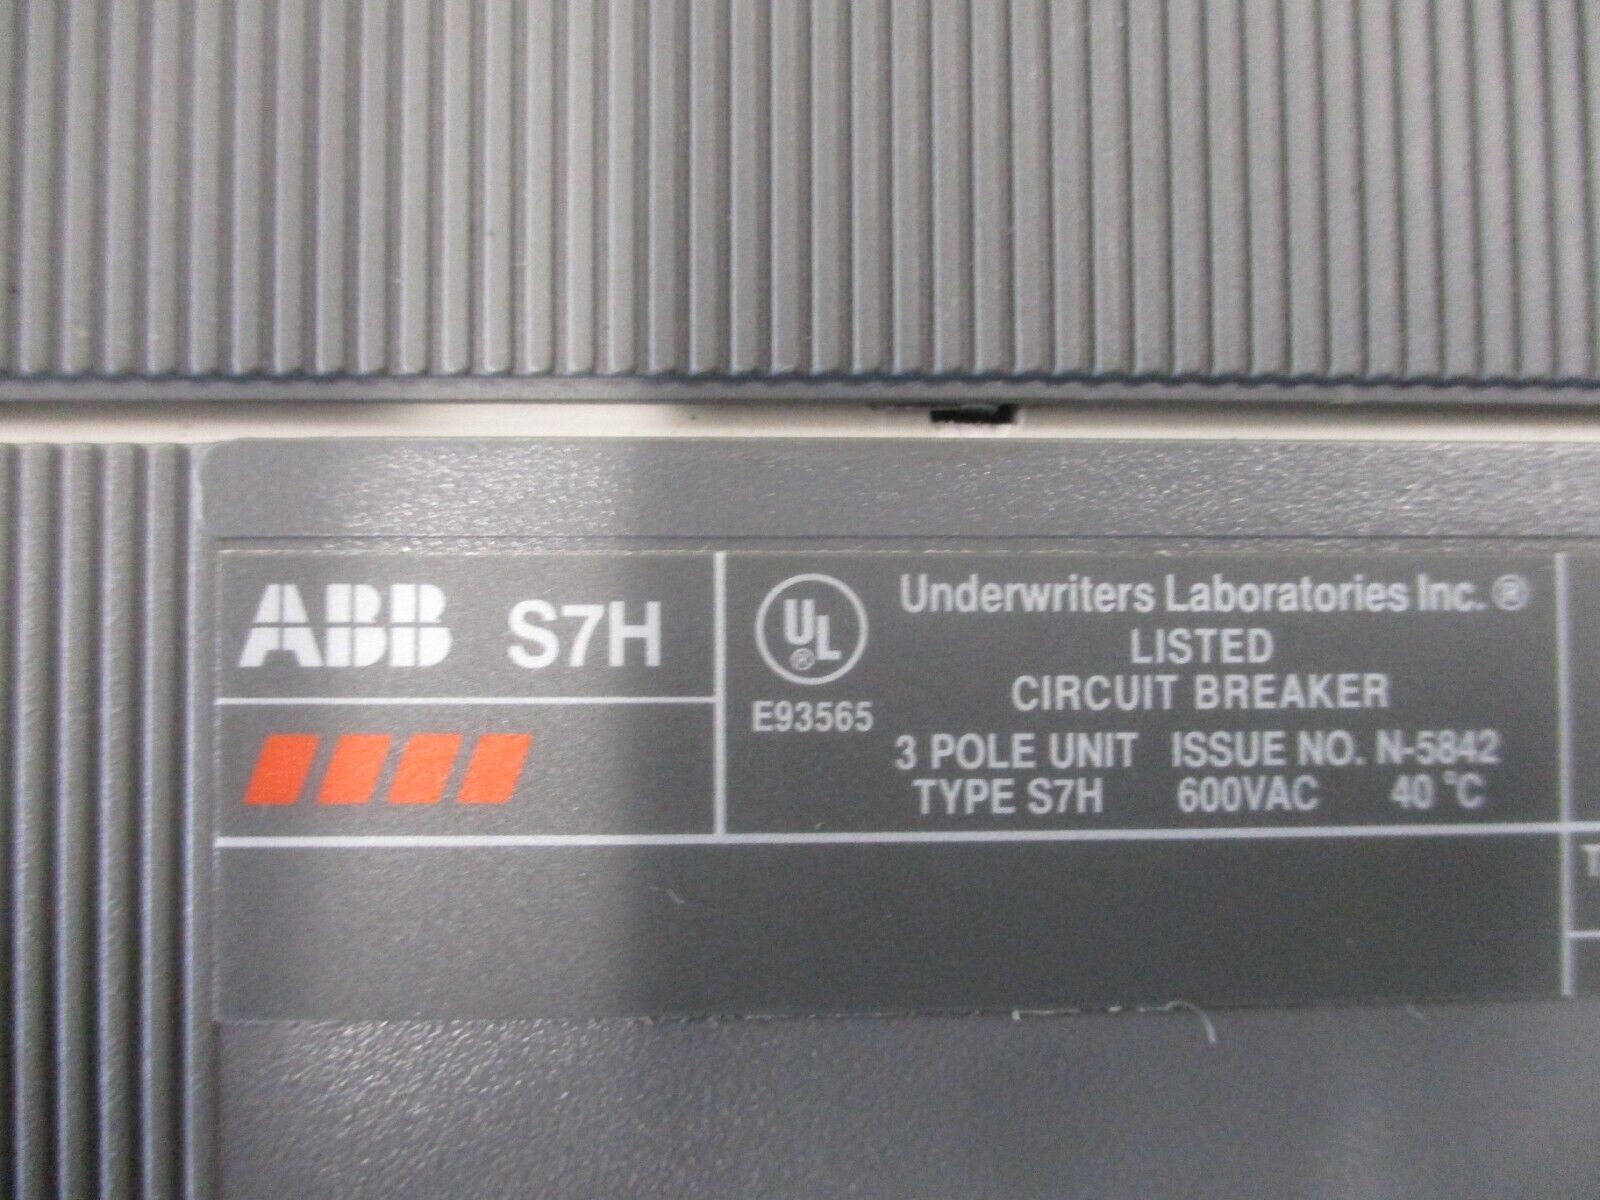 ABB S7H
UL
®
E93565
Underwriters Laboratories Inc. ®
LISTED
CIRCUIT BREAKER
3 POLE UNIT ISSUE NO. N-5842
TYPE S7H 600VAC 40 °C
T